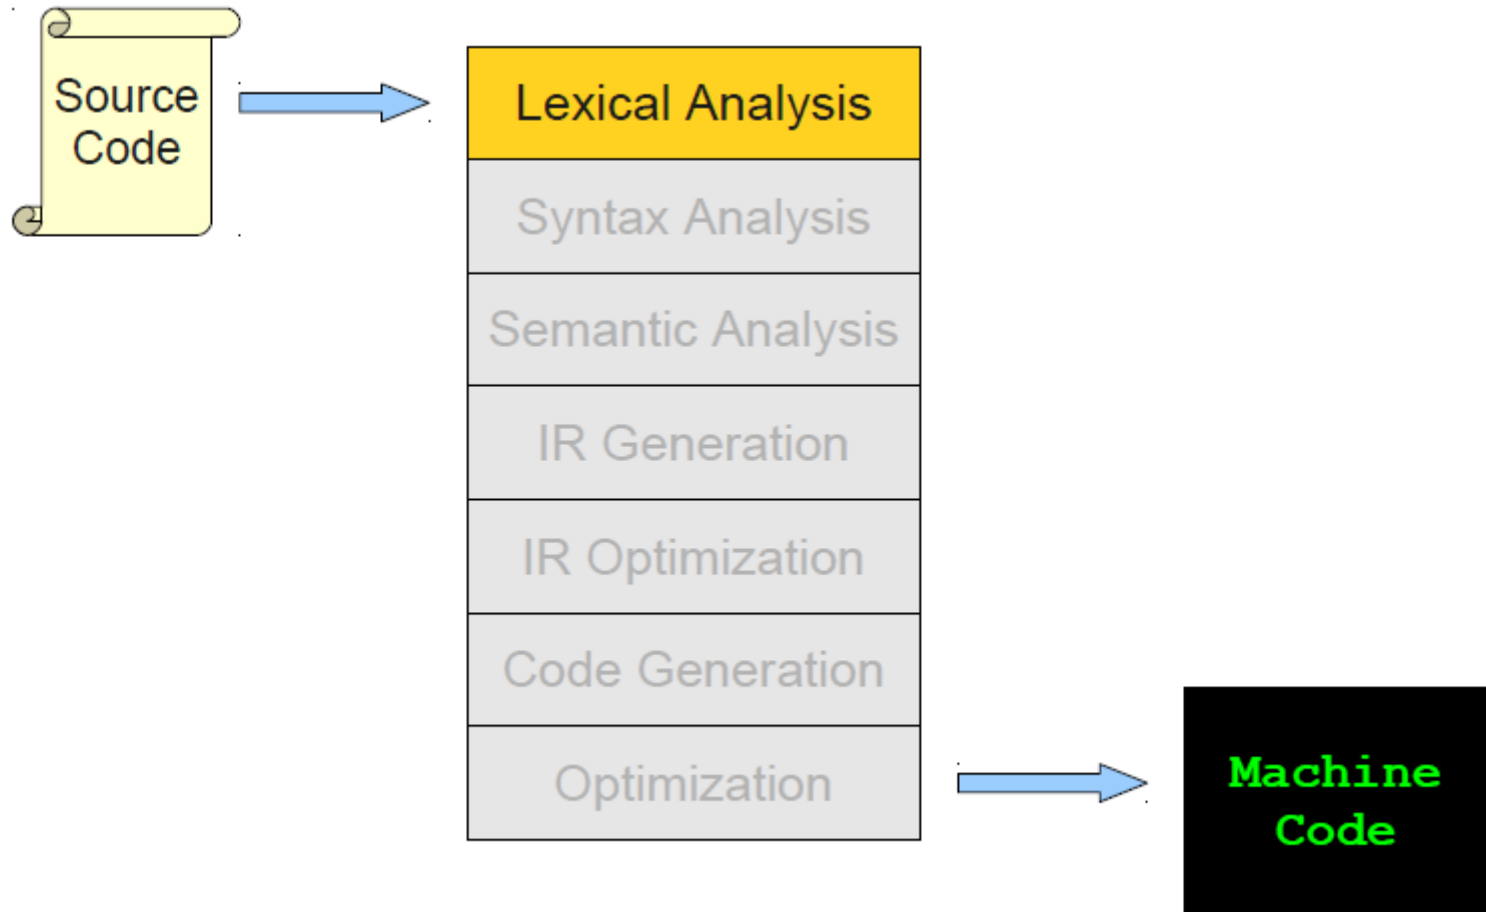 Source
Code
Lexical Analysis
Syntax Analysis
Semantic Analysis
IR Generation
IR Optimization
Code Generation
Optimization
Machine
Code